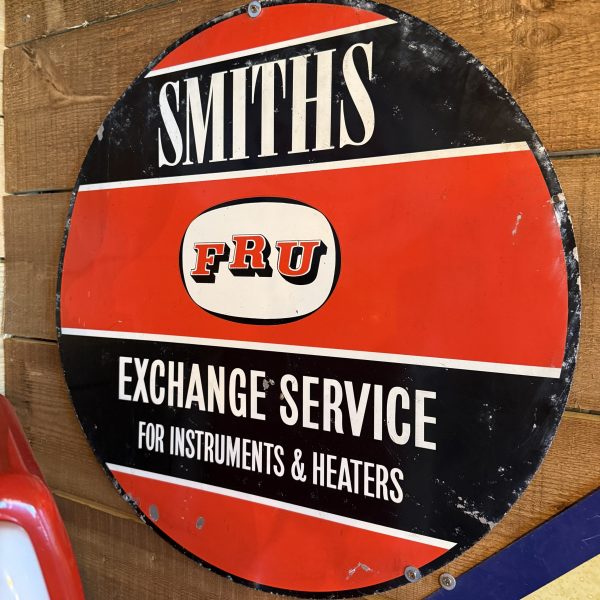 SMITHS
FRU
EXCHANGE SERVICE
FOR INSTRUMENTS & HEATERS